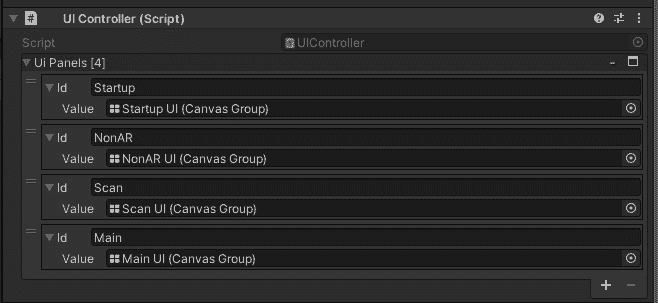 UI Controller (Script)
Script UIController
Ui Panels [4]
Id Startup
Value Startup UI (Canvas Group)
Id NonAR
Value NonAR UI (Canvas Group)
Id Scan
Value Scan UI (Canvas Group)
Id Main
Value Main UI (Canvas Group)